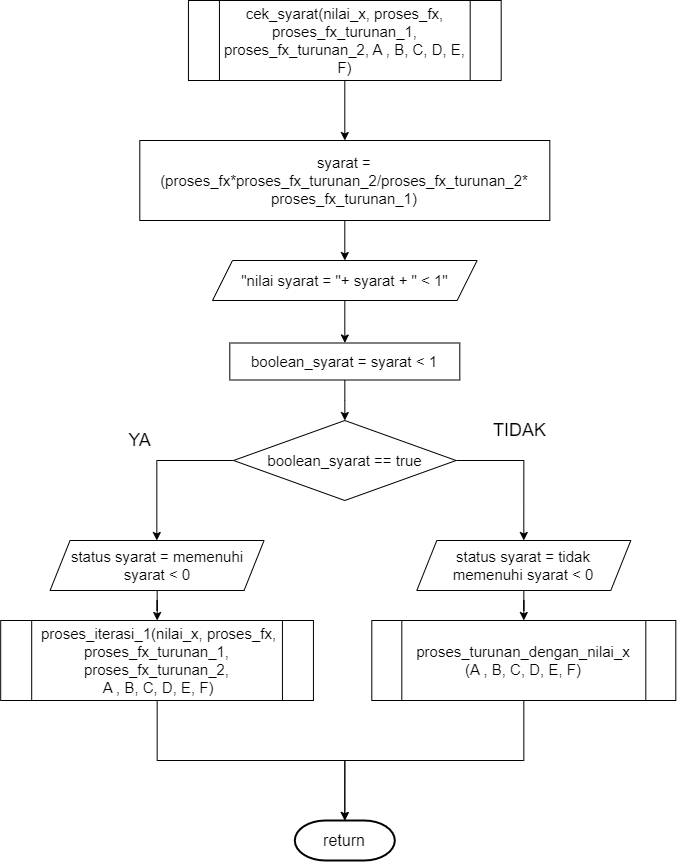 cek_syarat(nilai_x, proses_fx,
proses_fx_turunan_1,
proses_fx_turunan_2, A , B, C, D, E,
F)
syarat =
(proses_fx*proses_fx_turunan_2/proses_fx_turunan_2*
proses_fx_turunan_1)
"nilai syarat = "+ syarat + " < 1"
boolean_syarat = syarat < 1
YA
TIDAK
boolean_syarat == true
status syarat = memenuhi
syarat < 0
status syarat = tidak
memenuhi syarat < 0
proses_iterasi_1(nilai_x, proses_fx,
proses_fx_turunan_1,
proses_fx_turunan_2,
A , B, C, D, E, F)
proses_turunan_dengan_nilai_x
(A , B, C, D, E, F)
return